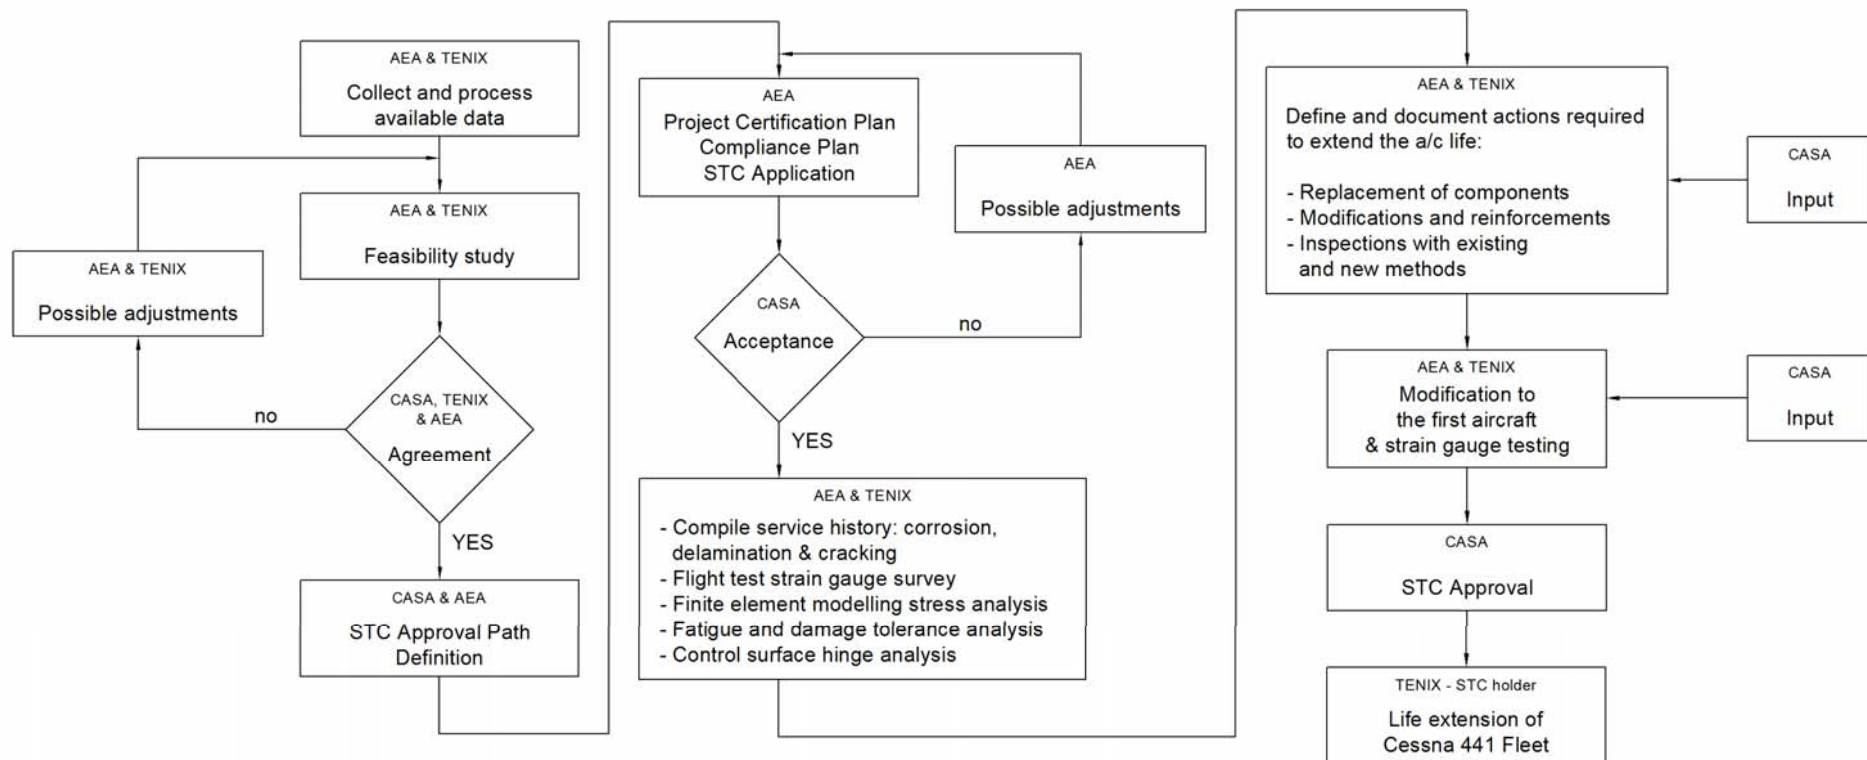 AEA & TENIX
Collect and process
available data
AEA & TENIX
Feasibility study
AEA & TENIX
Possible adjustments
no
CASA, TENIX
& AEA
Agreement
YES
CASA & AEA
STC Approval Path
Definition
AEA
Project Certification Plan
Compliance Plan
STC Application
AEA
Possible adjustments
CASA
Acceptance
no
YES
AEA & TENIX
- Compile service history: corrosion,
delamination & cracking
- Flight test strain gauge survey
- Finite element modelling stress analysis
- Fatigue and damage tolerance analysis
- Control surface hinge analysis
AEA & TENIX
Define and document actions required
to extend the a/c life:
- Replacement of components
- Modifications and reinforcements
- Inspections with existing
and new methods
CASA
Input
AEA & TENIX
Modification to
the first aircraft
& strain gauge testing
CASA
Input
CASA
STC Approval
TENIX - STC holder
Life extension of
Cessna 441 Fleet